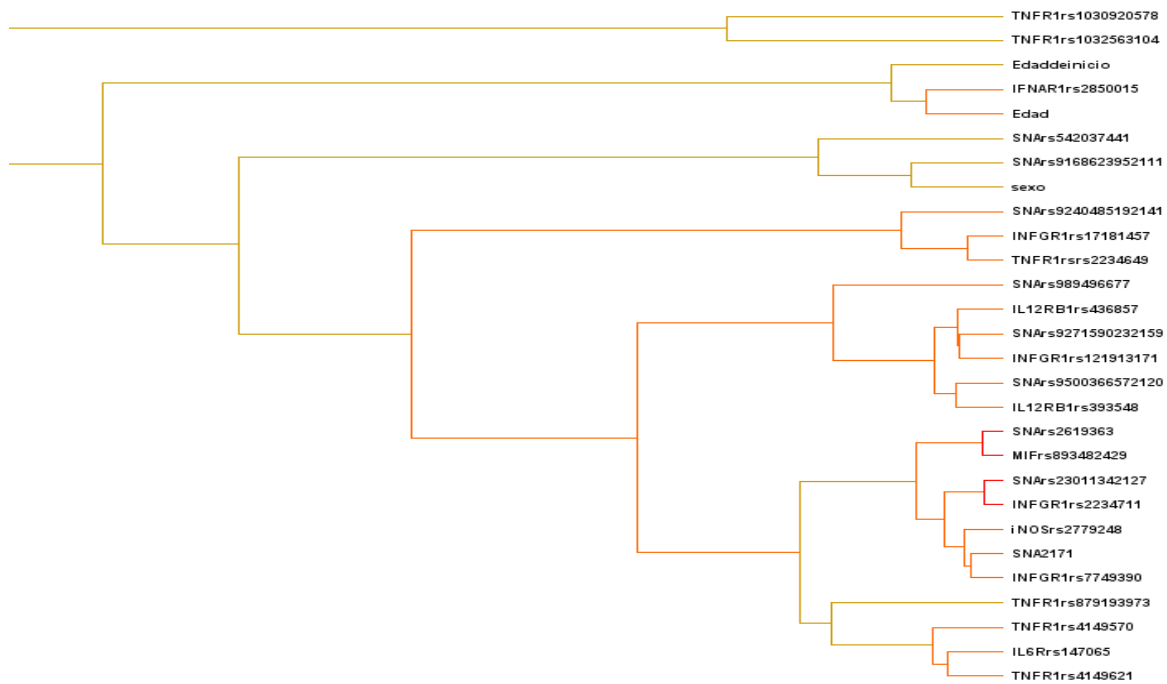 TNFR1rs1030920578
TNFR1rs1032563104
Edaddeinicio
IFNAR1rs2850015
Edad
SNArs542037441
SNArs9168623952111
sexo
SNArs9240485192141
INFGR1rs17181457
TNFR1rsrs2234649
SNArs989496677
IL12RB1rs436857
SNArs9271590232159
INFGR1rs121913171
SNArs9500366572120
IL12RB1rs393548
SNArs2619363
MIFrs893482429
SNArs23011342127
INFGR1rs2234711
iNOSrs2779248
SNA2171
INFGR1rs7749390
TNFR1rs879193973
TNFR1rs4149570
IL6Rrs147065
TNFR1rs4149621